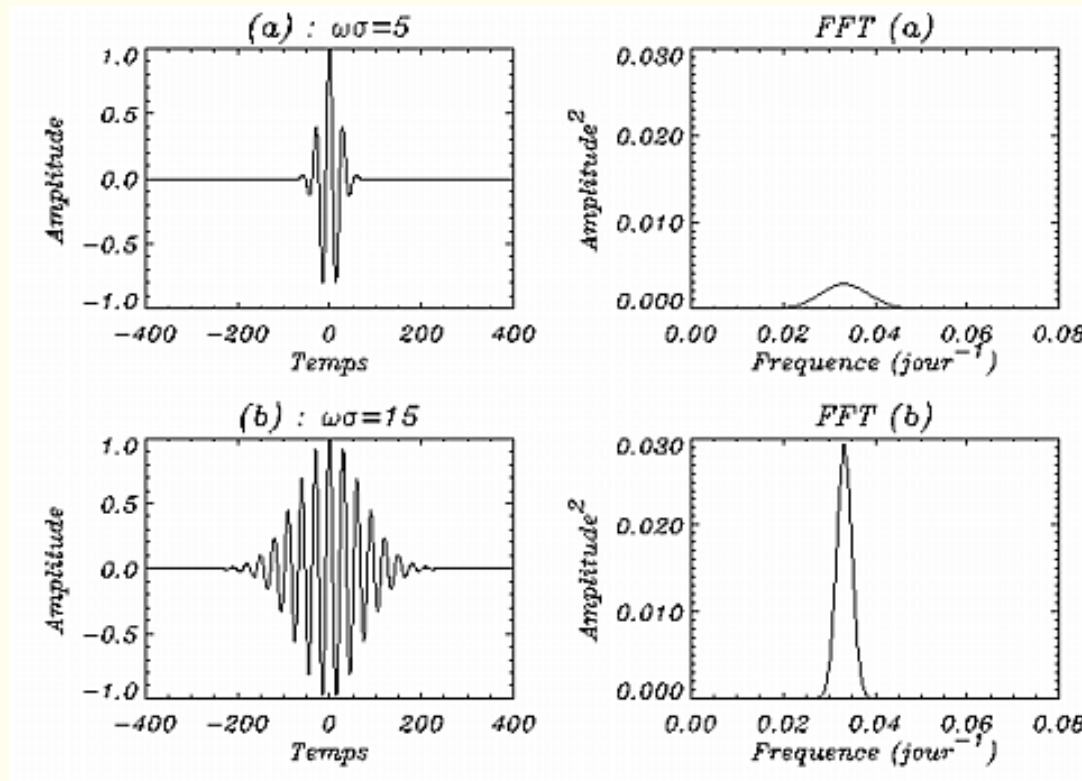 (a) : ωσ=5
1.0
0.5
0.0
−0.5
−1.0
Amplitude
−400 −200 0 200 400
Temps
FFT (a)
0.030
0.020
0.010
0.000
Amplitude²
0.00 0.02 0.04 0.06 0.08
Frequence (jour⁻¹)
(b) : ωσ=15
1.0
0.5
0.0
−0.5
−1.0
Amplitude
−400 −200 0 200 400
Temps
FFT (b)
0.030
0.020
0.010
0.000
Amplitude²
0.00 0.02 0.04 0.06 0.08
Frequence (jour⁻¹)